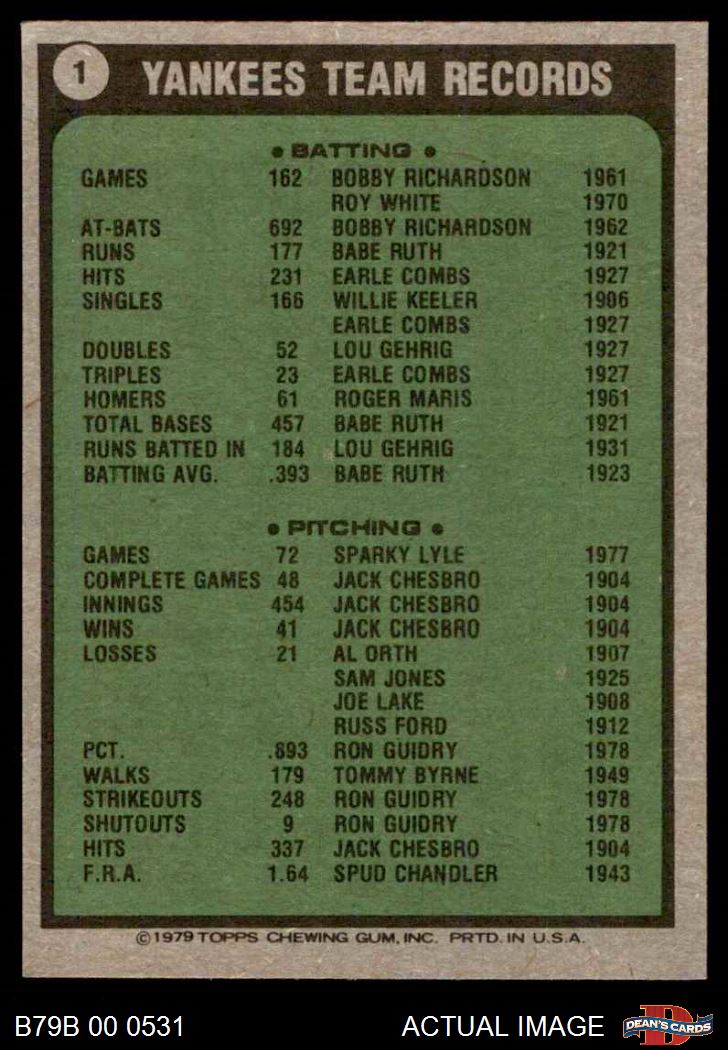 1 YANKEES TEAM RECORDS
• BATTING •
GAMES 162 BOBBY RICHARDSON 1961
ROY WHITE 1970
AT-BATS 692 BOBBY RICHARDSON 1962
RUNS 177 BABE RUTH 1921
HITS 231 EARLE COMBS 1927
SINGLES 166 WILLIE KEELER 1906
EARLE COMBS 1927
DOUBLES 52 LOU GEHRIG 1927
TRIPLES 23 EARLE COMBS 1927
HOMERS 61 ROGER MARIS 1961
TOTAL BASES 457 BABE RUTH 1921
RUNS BATTED IN 184 LOU GEHRIG 1931
BATTING AVG. .393 BABE RUTH 1923
• PITCHING •
GAMES 72 SPARKY LYLE 1977
COMPLETE GAMES 48 JACK CHESBRO 1904
INNINGS 454 JACK CHESBRO 1904
WINS 41 JACK CHESBRO 1904
LOSSES 21 AL ORTH 1907
SAM JONES 1925
JOE LAKE 1908
RUSS FORD 1912
PCT. .893 RON GUIDRY 1978
WALKS 179 TOMMY BYRNE 1949
STRIKEOUTS 248 RON GUIDRY 1978
SHUTOUTS 9 RON GUIDRY 1978
HITS 337 JACK CHESBRO 1904
F.R.A. 1.64 SPUD CHANDLER 1943
©1979 TOPPS CHEWING GUM, INC. PRTD. IN U.S.A.
B79B 00 0531 ACTUAL IMAGE D DEAN'S CARDS